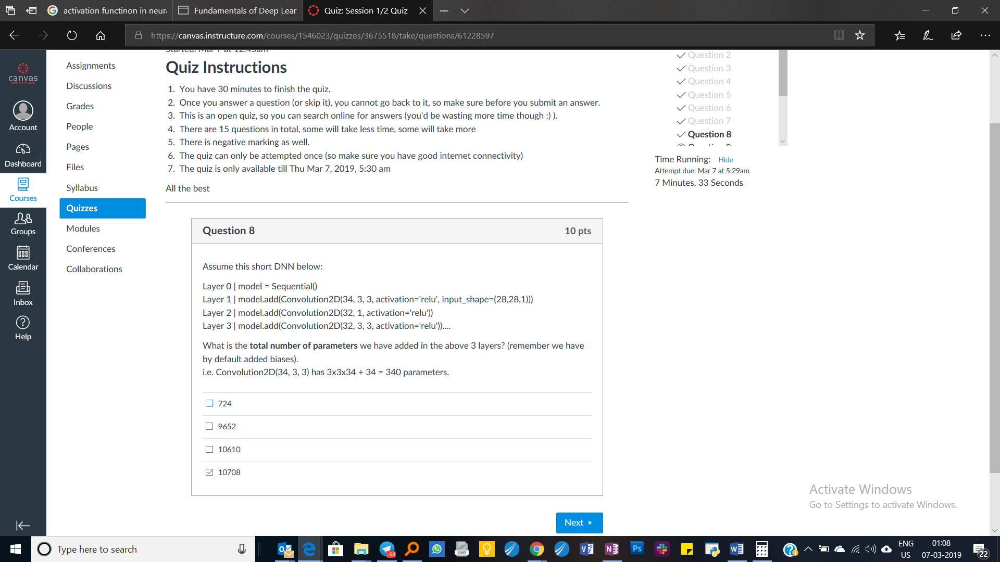 activation functinon in neur
Fundamentals of Deep Lear
Quiz: Session 1/2 Quiz
https://canvas.instructure.com/courses/1546023/quizzes/3675518/take/questions/61228597
canvas
Account
Dashboard
Courses
Groups
Calendar
Inbox
Help
Assignments
Discussions
Grades
People
Pages
Files
Syllabus
Quizzes
Modules
Conferences
Collaborations
Started: Mar 7 at 12:45am
Quiz Instructions
1. You have 30 minutes to finish the quiz.
2. Once you answer a question (or skip it), you cannot go back to it, so make sure before you submit an answer.
3. This is an open quiz, so you can search online for answers (you'd be wasting more time though :) ).
4. There are 15 questions in total, some will take less time, some will take more
5. There is negative marking as well.
6. The quiz can only be attempted once (so make sure you have good internet connectivity)
7. The quiz is only available till Thu Mar 7, 2019, 5:30 am
All the best
Question 2
Question 3
Question 4
Question 5
Question 6
Question 7
Question 8
Time Running: Hide
Attempt due: Mar 7 at 5:29am
7 Minutes, 33 Seconds
Question 8 10 pts
Assume this short DNN below:
Layer 0 | model = Sequential()
Layer 1 | model.add(Convolution2D(34, 3, 3, activation='relu', input_shape=(28,28,1)))
Layer 2 | model.add(Convolution2D(32, 1, activation='relu'))
Layer 3 | model.add(Convolution2D(32, 3, 3, activation='relu'))....
What is the total number of parameters we have added in the above 3 layers? (remember we have
by default added biases).
i.e. Convolution2D(34, 3, 3) has 3x3x34 + 34 = 340 parameters.
724
9652
10610
10708
Next
Activate Windows
Go to Settings to activate Windows.
Type here to search
.64
SWF
Ps
ENG
US
01:08
07-03-2019
22